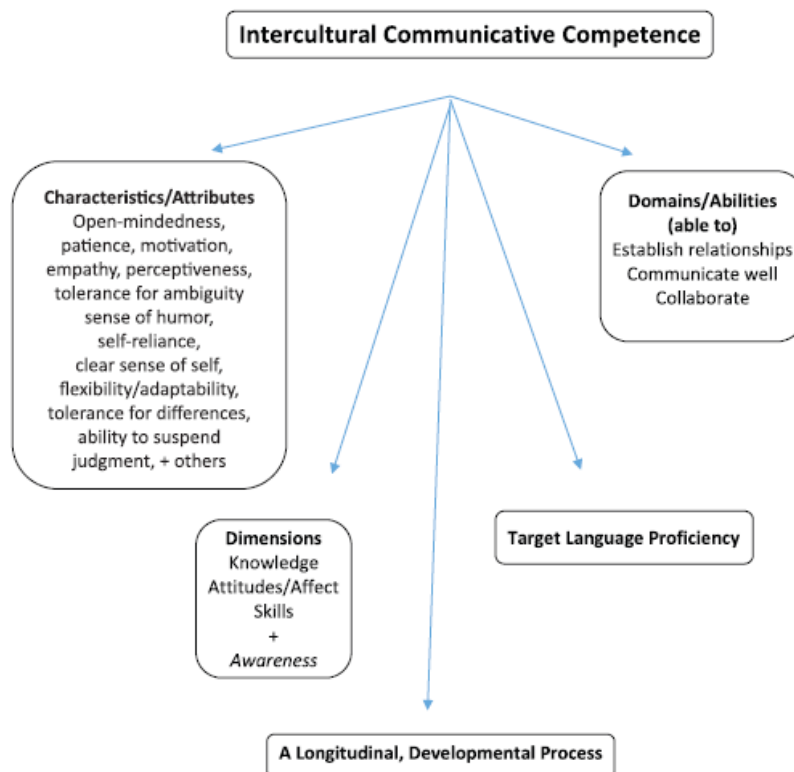 Intercultural Communicative Competence
Characteristics/Attributes
Open-mindedness,
patience, motivation,
empathy, perceptiveness,
tolerance for ambiguity
sense of humor,
self-reliance,
clear sense of self,
flexibility/adaptability,
tolerance for differences,
ability to suspend
judgment, + others
Domains/Abilities
(able to)
Establish relationships
Communicate well
Collaborate
Dimensions
Knowledge
Attitudes/Affect
Skills
+
Awareness
Target Language Proficiency
A Longitudinal, Developmental Process